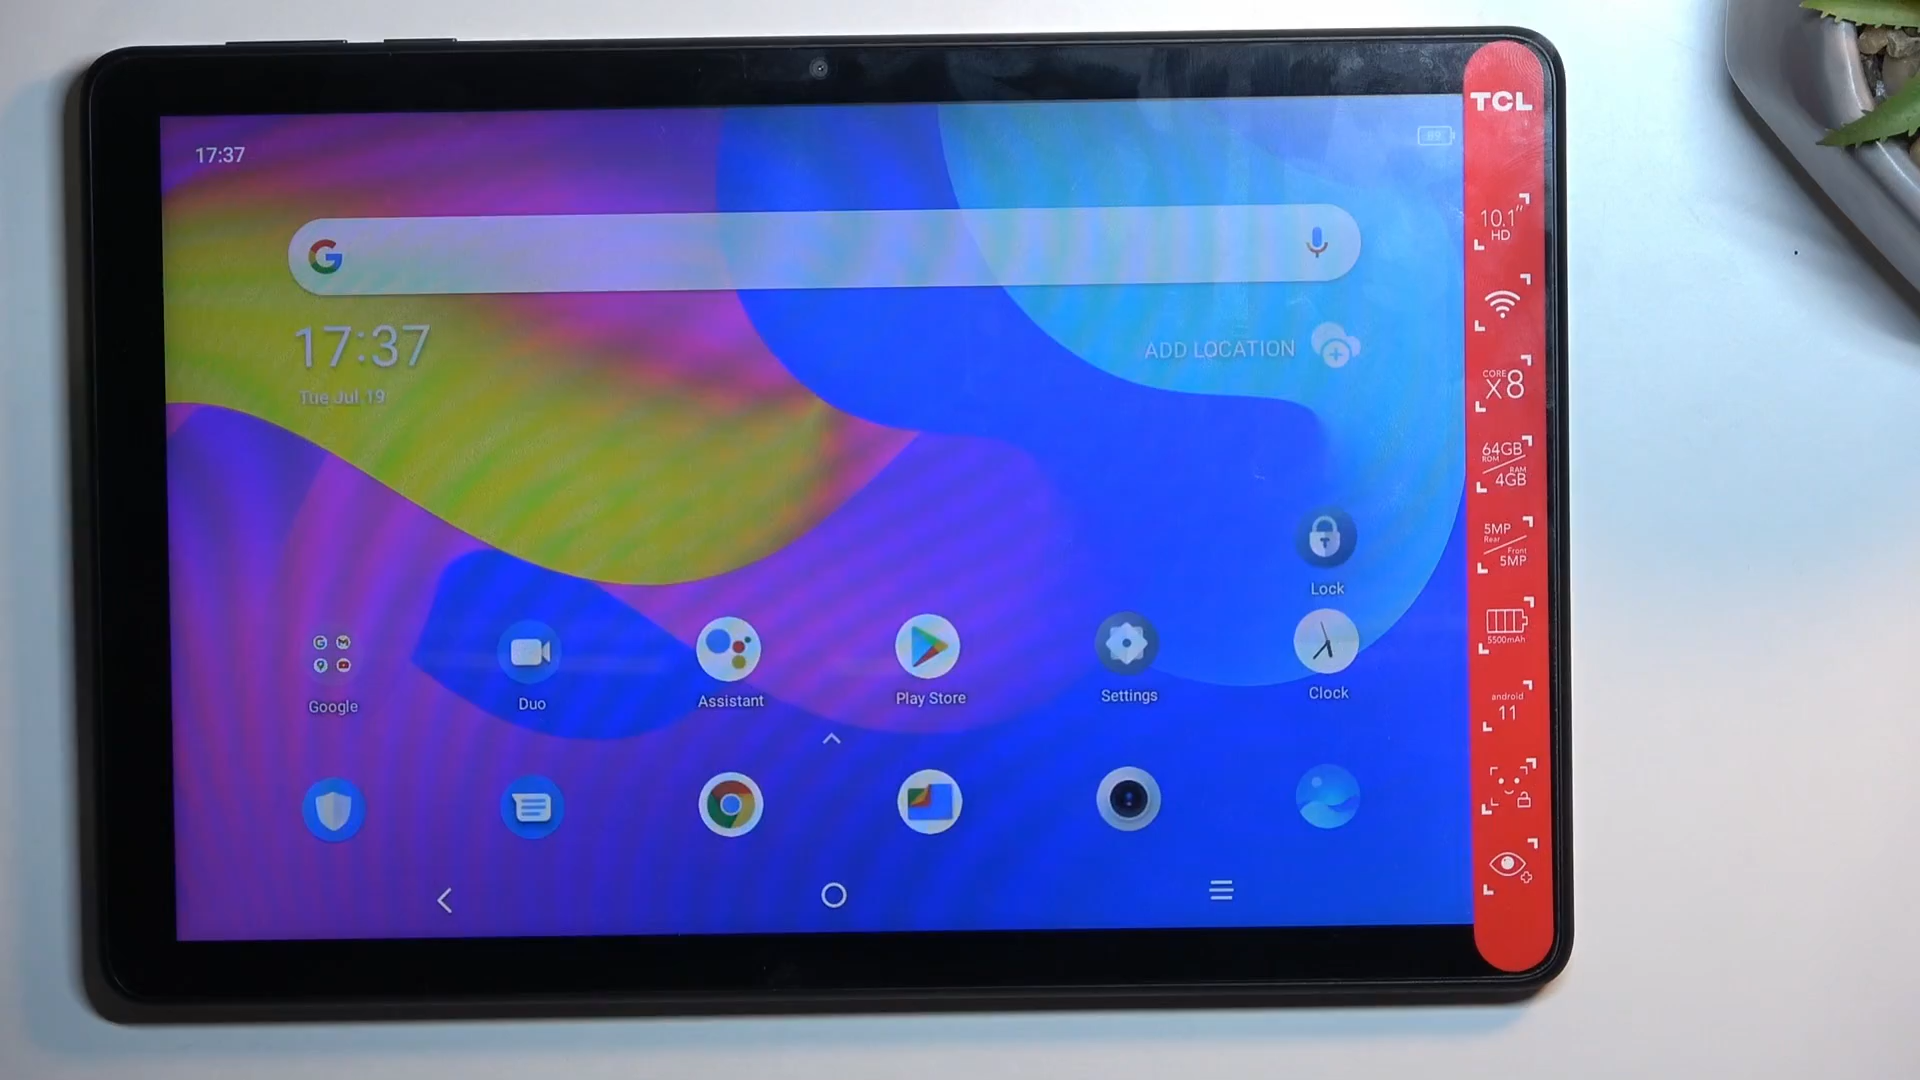 TCL
17:37
89
10.1"
HD
17:37
ADD LOCATION
Tue Jul 19
CORE
x8
64GB
ROM
RAM
4GB
5MP
Rear
Front
5MP
Lock
5500mAh
Google
Duo
Assistant
Play Store
Settings
Clock
android
11